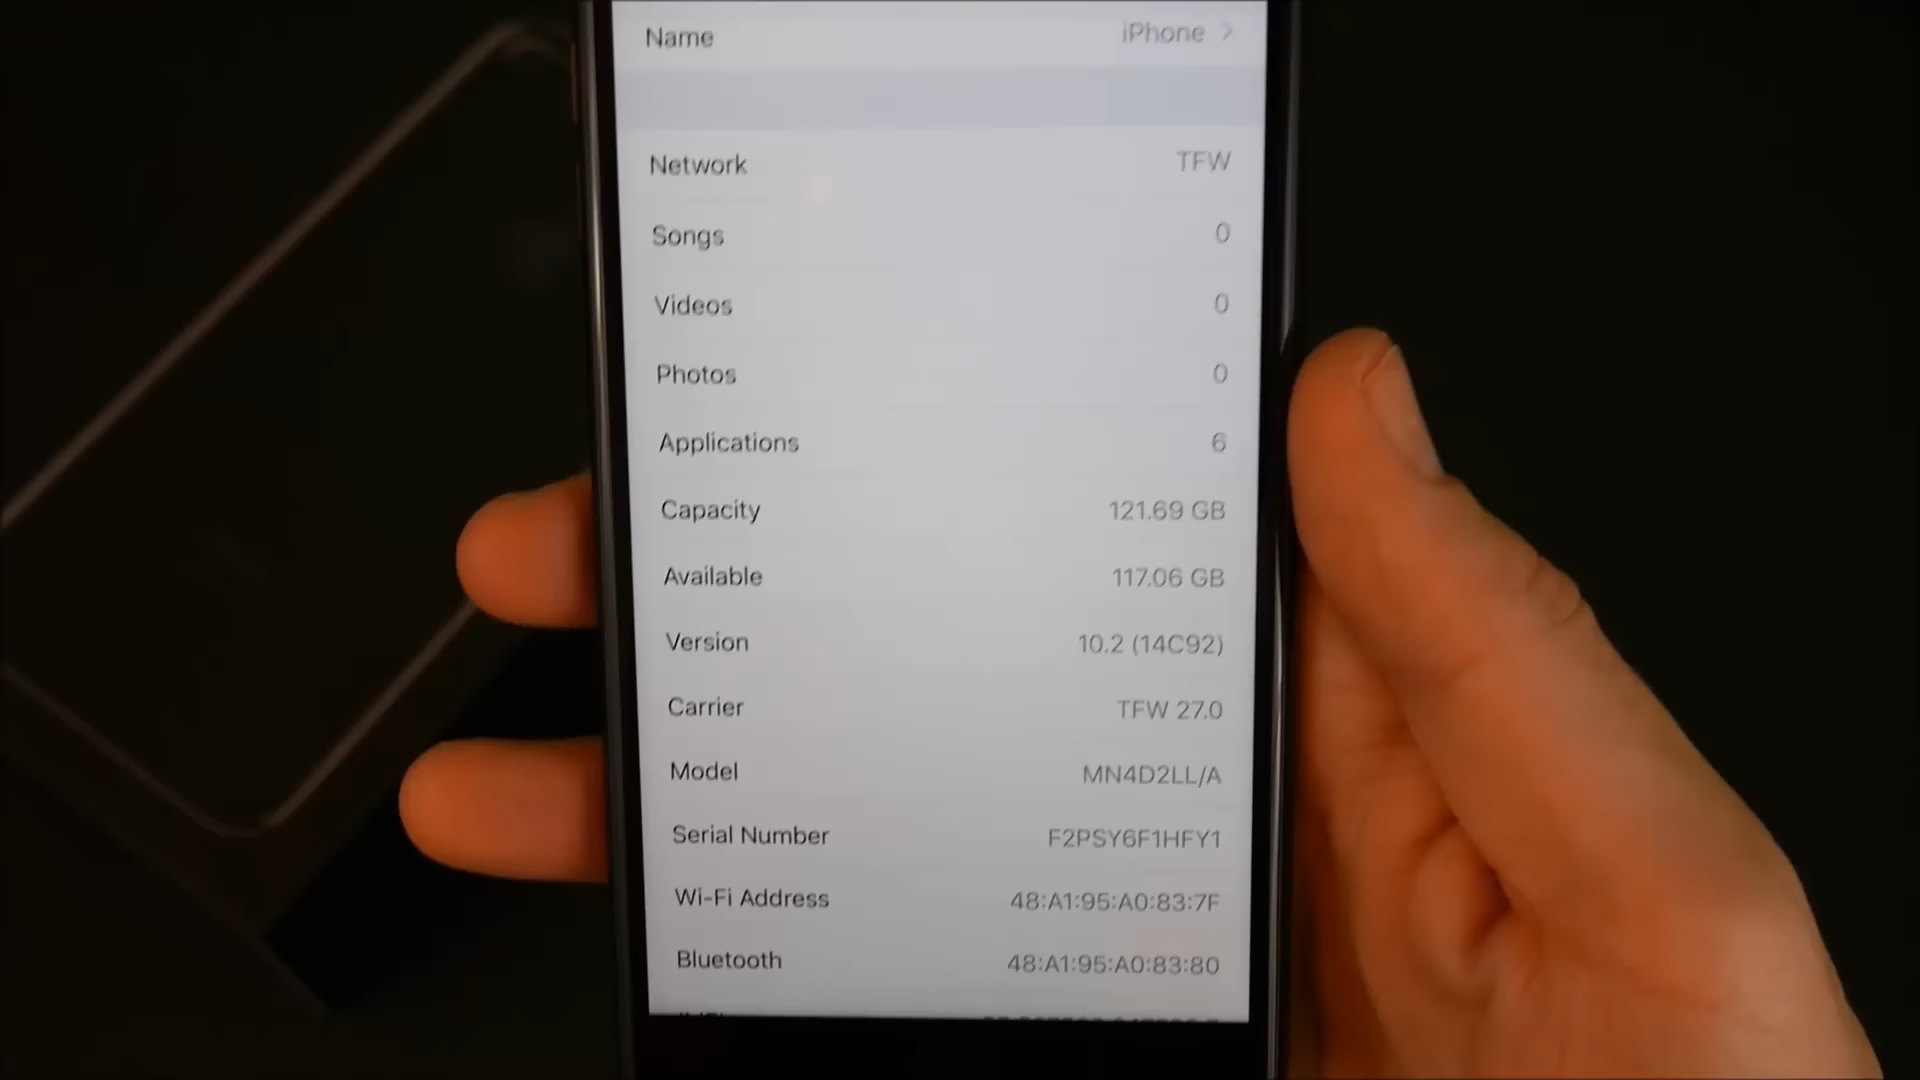 Name iPhone >
Network TFW
Songs 0
Videos 0
Photos 0
Applications 6
Capacity 121.69 GB
Available 117.06 GB
Version 10.2 (14C92)
Carrier TFW 27.0
Model MN4D2LL/A
Serial Number F2PSY6F1HFY1
Wi-Fi Address 48:A1:95:A0:83:7F
Bluetooth 48:A1:95:A0:83:80